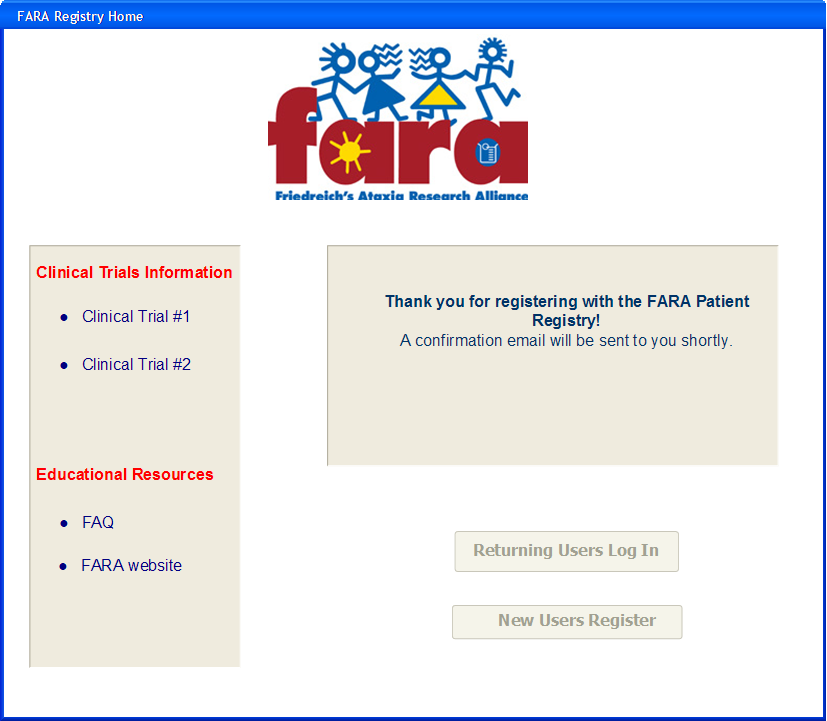 FARA Registry Home
fara
Friedreich's Ataxia Research Alliance
Clinical Trials Information
● Clinical Trial #1
● Clinical Trial #2
Educational Resources
● FAQ
● FARA website
Thank you for registering with the FARA Patient
Registry!
A confirmation email will be sent to you shortly.
Returning Users Log In
New Users Register